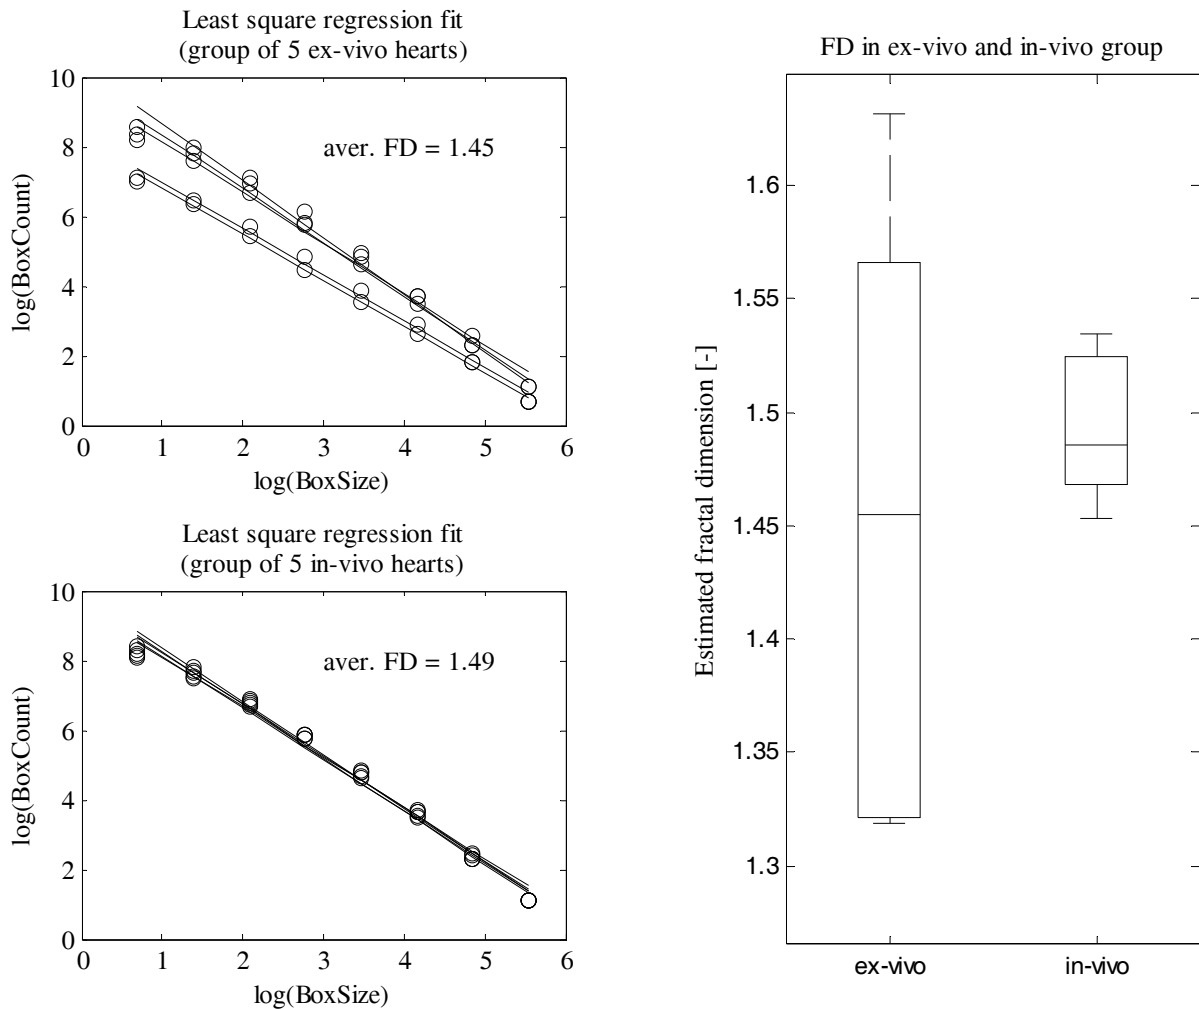 Least square regression fit
(group of 5 ex-vivo hearts)
10
8
6
4
2
0
aver. FD = 1.45
log(BoxCount)
0 1 2 3 4 5 6
log(BoxSize)
Least square regression fit
(group of 5 in-vivo hearts)
10
8
6
4
2
0
aver. FD = 1.49
log(BoxCount)
0 1 2 3 4 5 6
log(BoxSize)
FD in ex-vivo and in-vivo group
1.6
1.55
1.5
1.45
1.4
1.35
1.3
Estimated fractal dimension [-]
ex-vivo in-vivo